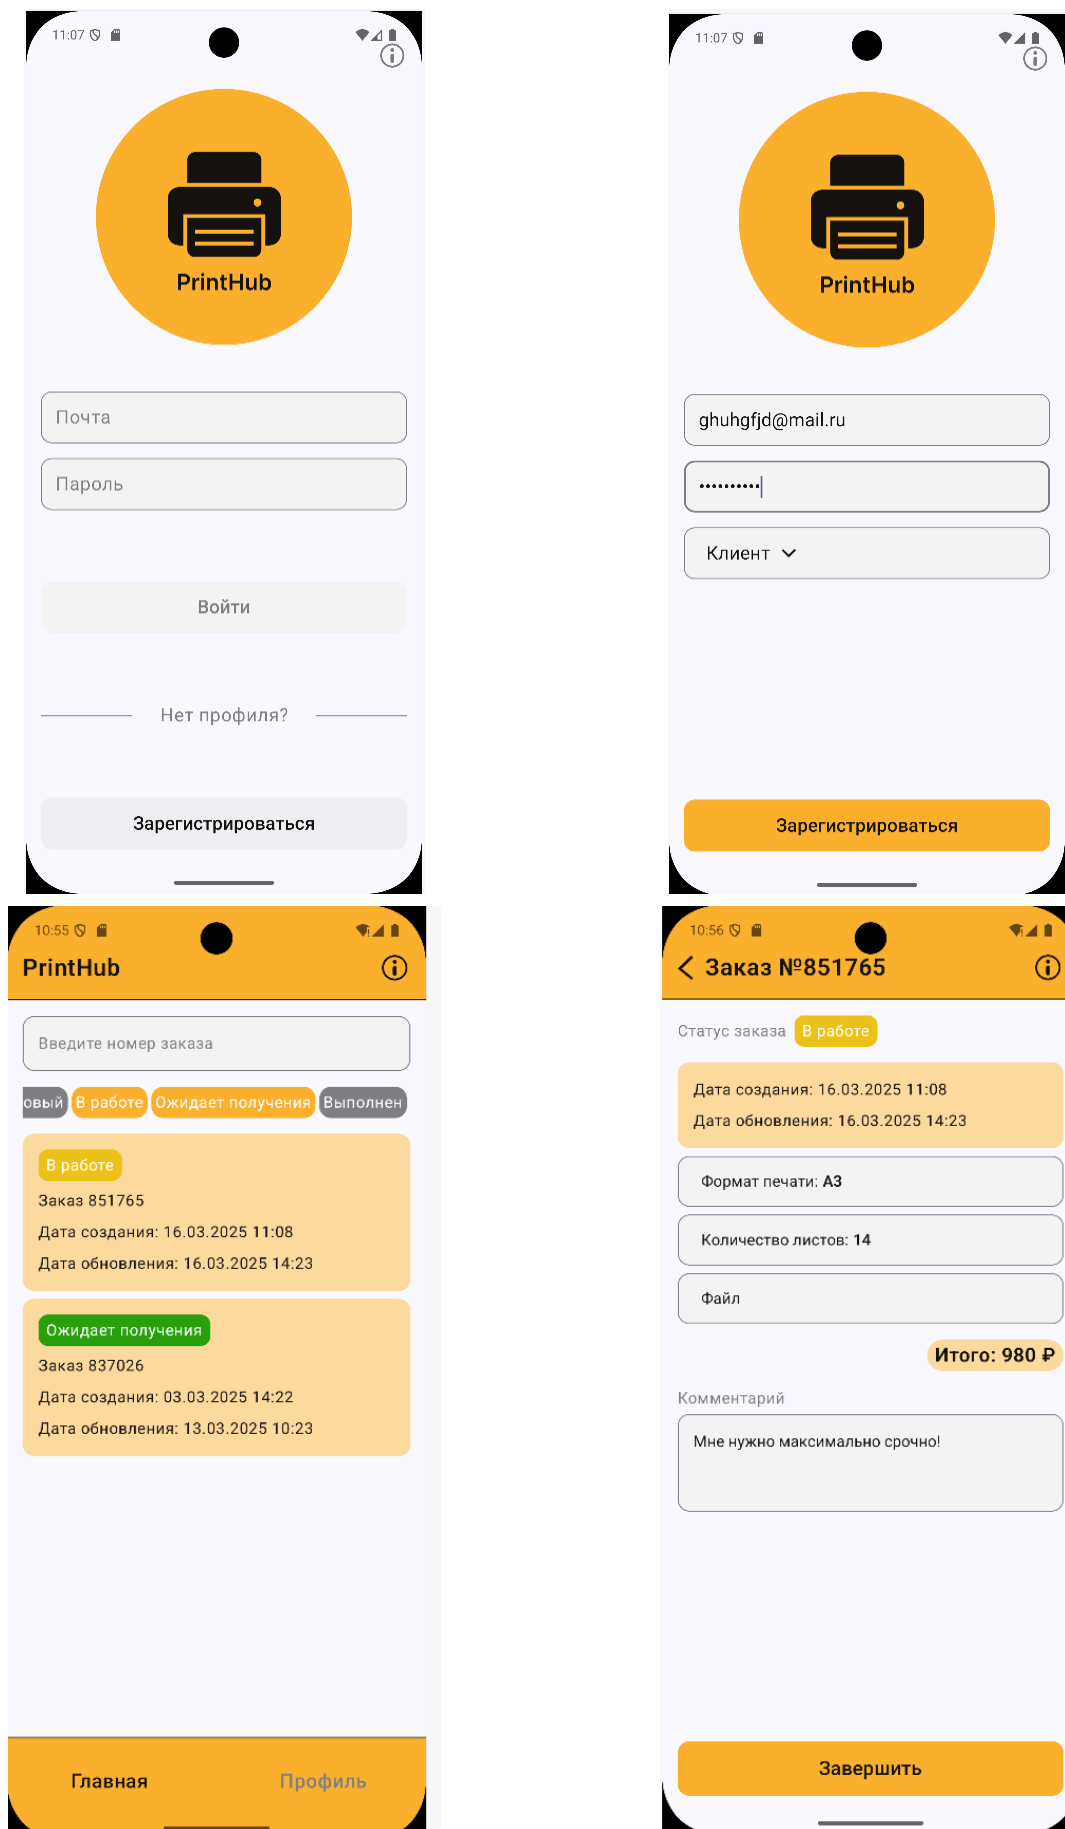 11:07
PrintHub
Почта
Пароль
Войти
Нет профиля?
Зарегистрироваться
11:07
PrintHub
ghuhgfjd@mail.ru
••••••••••
Клиент
Зарегистрироваться
10:55
PrintHub
Введите номер заказа
овый В работе Ожидает получения Выполнен
В работе
Заказ 851765
Дата создания: 16.03.2025 11:08
Дата обновления: 16.03.2025 14:23
Ожидает получения
Заказ 837026
Дата создания: 03.03.2025 14:22
Дата обновления: 13.03.2025 10:23
Главная Профиль
10:56
Заказ №851765
Статус заказа В работе
Дата создания: 16.03.2025 11:08
Дата обновления: 16.03.2025 14:23
Формат печати: A3
Количество листов: 14
Файл
Итого: 980 ₽
Комментарий
Мне нужно максимально срочно!
Завершить